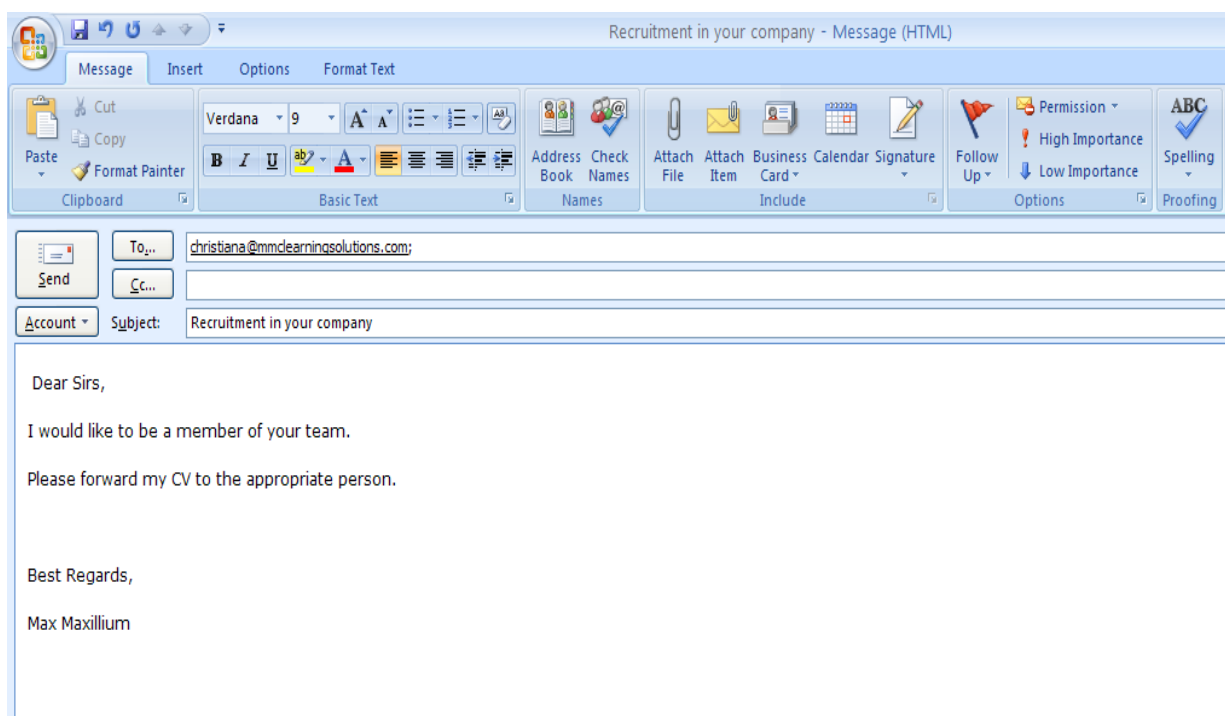 Recruitment in your company - Message (HTML)
Message Insert Options Format Text
Cut
Copy
Paste
Format Painter
Clipboard
Verdana 9
B I U
Basic Text
Address Book
Check Names
Names
Attach File
Attach Item
Business Card
Calendar
Signature
Include
Follow Up
Permission
High Importance
Low Importance
Options
ABC
Spelling
Proofing
Send
To...
christiana@mmclearningsolutions.com;
Cc...
Account
Subject:
Recruitment in your company
Dear Sirs,
I would like to be a member of your team.
Please forward my CV to the appropriate person.
Best Regards,
Max Maxillium